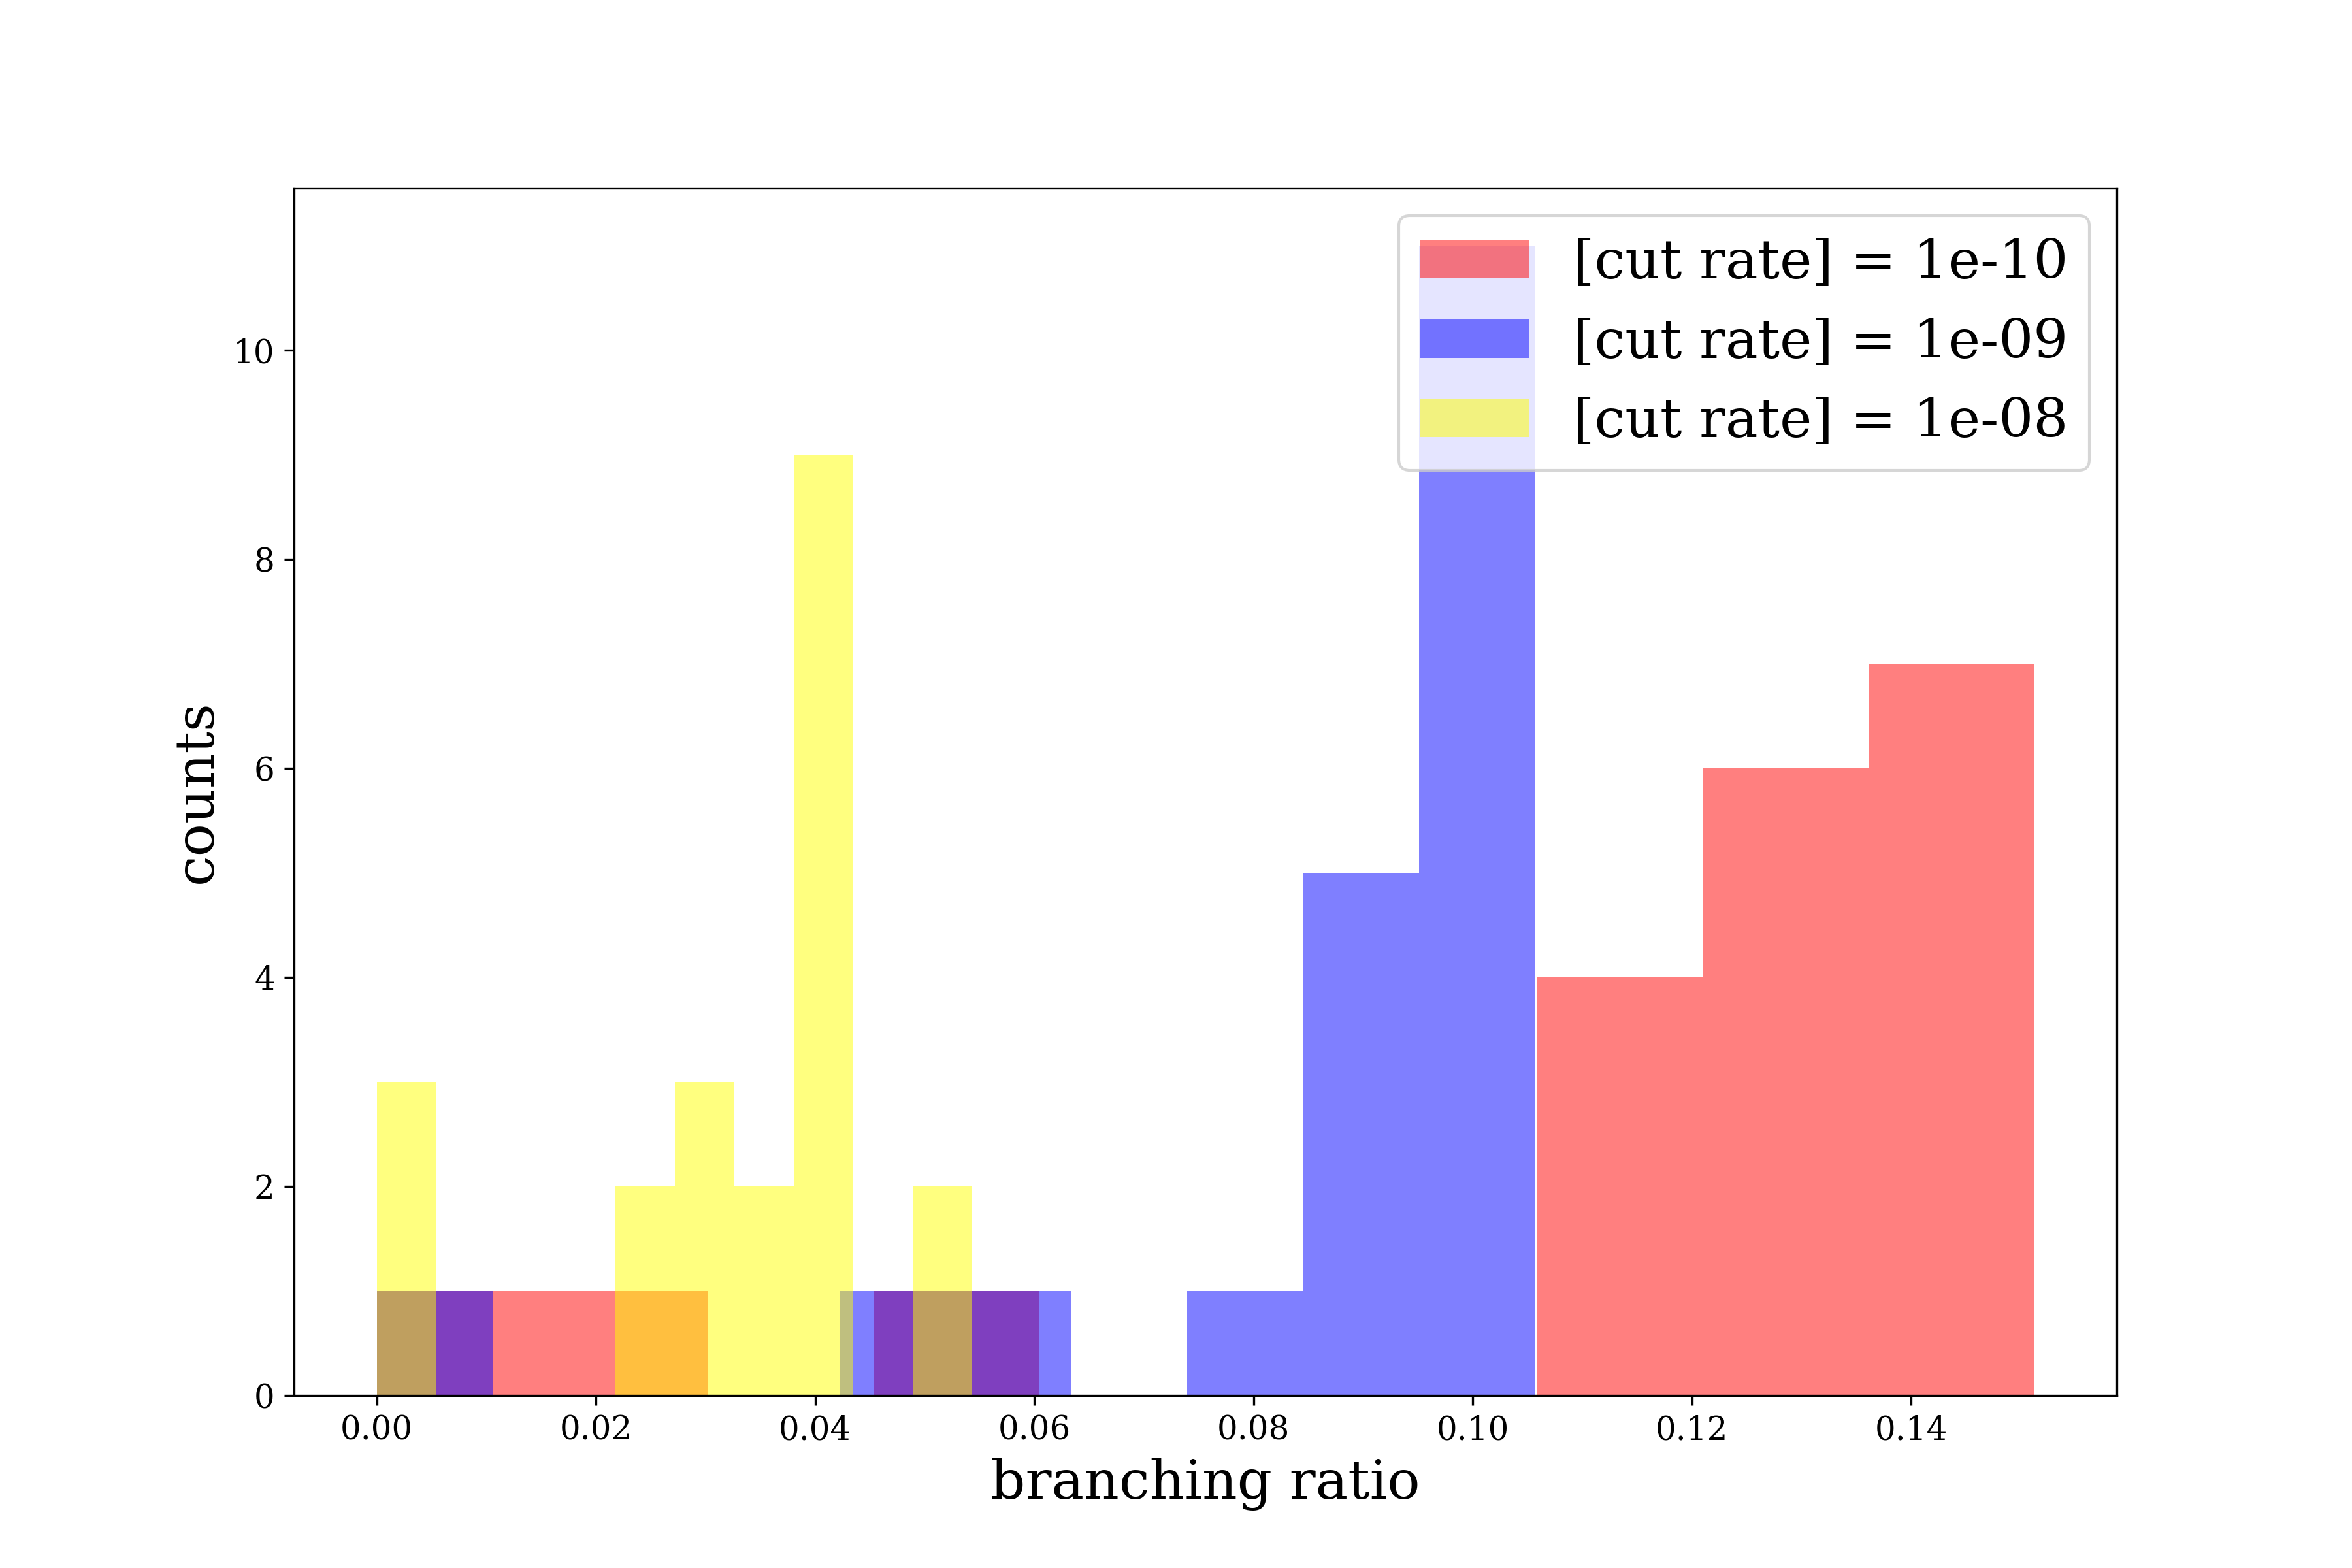 [cut rate] = 1e-10
[cut rate] = 1e-09
[cut rate] = 1e-08
counts
10
8
6
4
2
0
0.00 0.02 0.04 0.06 0.08 0.10 0.12 0.14
branching ratio